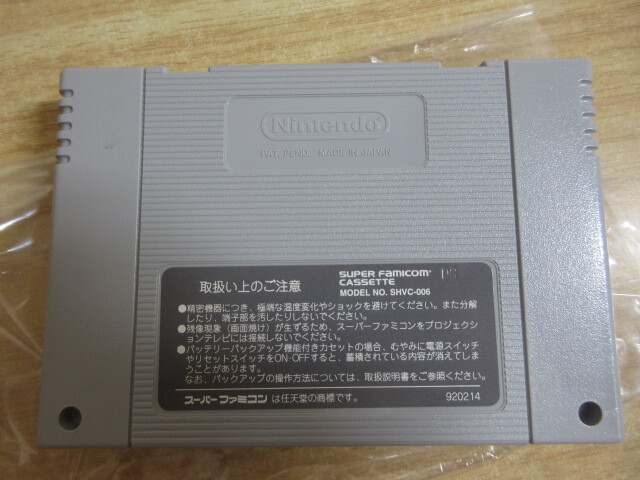 Nintendo
PAT. PEND. MADE IN JAPAN
取扱い上のご注意
SUPER FAMICOM
CASSETTE
MODEL NO. SHVC-006
●精密機器につき、極端な温度変化やショックを避けてください。また分解
したり、端子部を汚したりしないでください。
●残像現象（画面焼け）が生ずるため、スーパーファミコンをプロジェクシ
ョンテレビには接続しないでください。
●バッテリーバックアップ機能付きカセットの場合、むやみに電源スイッチ
やリセットスイッチをON・OFFすると、蓄積されている内容が消えてしま
うことがあります。
なお、バックアップの操作方法については、取扱説明書をご参照ください。
スーパーファミコン は任天堂の商標です。
920214